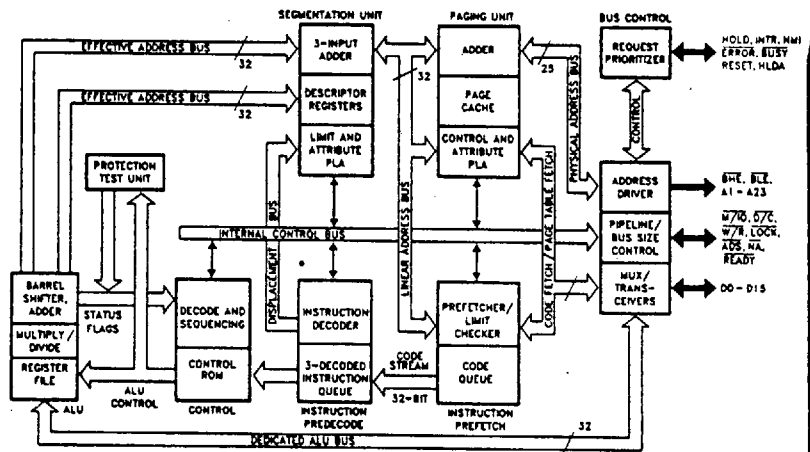 SEGMENTATION UNIT
PAGING UNIT
BUS CONTROL
EFFECTIVE ADDRESS BUS
32
3-INPUT
ADDER
32
ADDER
25
REQUEST
PRIORITIZER
HOLD, INTR, NMI
ERROR, BUSY
RESET, HLDA
EFFECTIVE ADDRESS BUS
32
DESCRIPTOR
REGISTERS
PAGE
CACHE
PHYSICAL ADDRESS BUS
CONTROL
LIMIT AND
ATTRIBUTE
PLA
CONTROL AND
ATTRIBUTE
PLA
PROTECTION
TEST UNIT
ADDRESS
DRIVER
BHE, BLE,
A1 - A23
DISPLACEMENT BUS
LINEAR ADDRESS BUS
CODE FETCH/PAGE TABLE FETCH
INTERNAL CONTROL BUS
PIPELINE/
BUS SIZE
CONTROL
M/IO, D/C,
W/R, LOCK,
ADS, NA,
READY
BARREL
SHIFTER,
ADDER
STATUS
FLAGS
DECODE AND
SEQUENCING
INSTRUCTION
DECODER
PREFETCHER/
LIMIT
CHECKER
MUX/
TRANS-
CEIVERS
D0 - D15
MULTIPLY/
DIVIDE
REGISTER
FILE
CONTROL
ROM
3-DECODED
INSTRUCTION
QUEUE
CODE
STREAM
32-BIT
CODE
QUEUE
ALU
ALU
CONTROL
CONTROL
INSTRUCTION
PREDECODE
INSTRUCTION
PREFETCH
DEDICATED ALU BUS
32